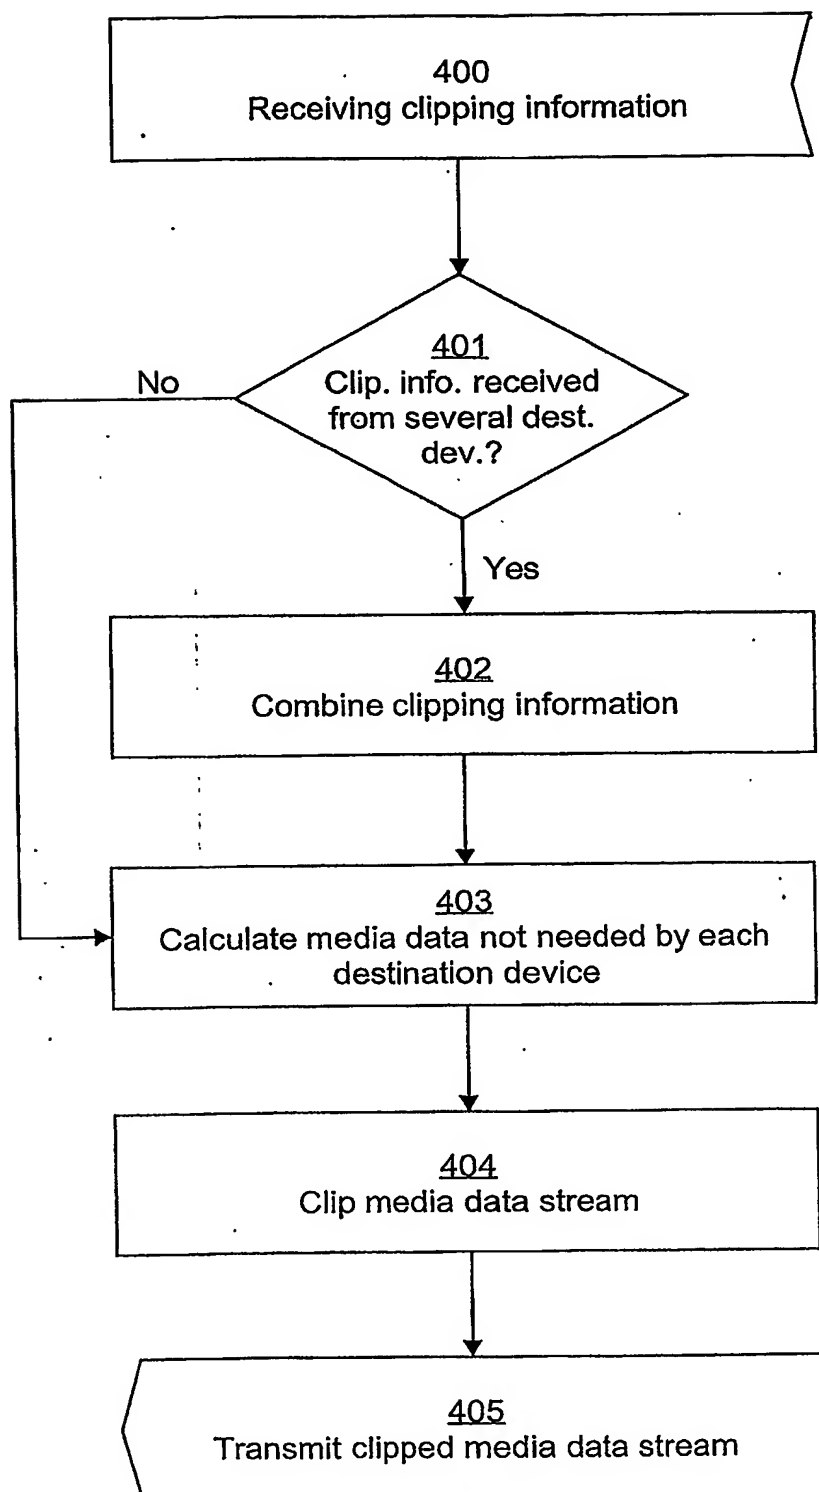 400
Receiving clipping information
401
Clip. info. received
from several dest.
dev.?
No
Yes
402
Combine clipping information
403
Calculate media data not needed by each
destination device
404
Clip media data stream
405
Transmit clipped media data stream